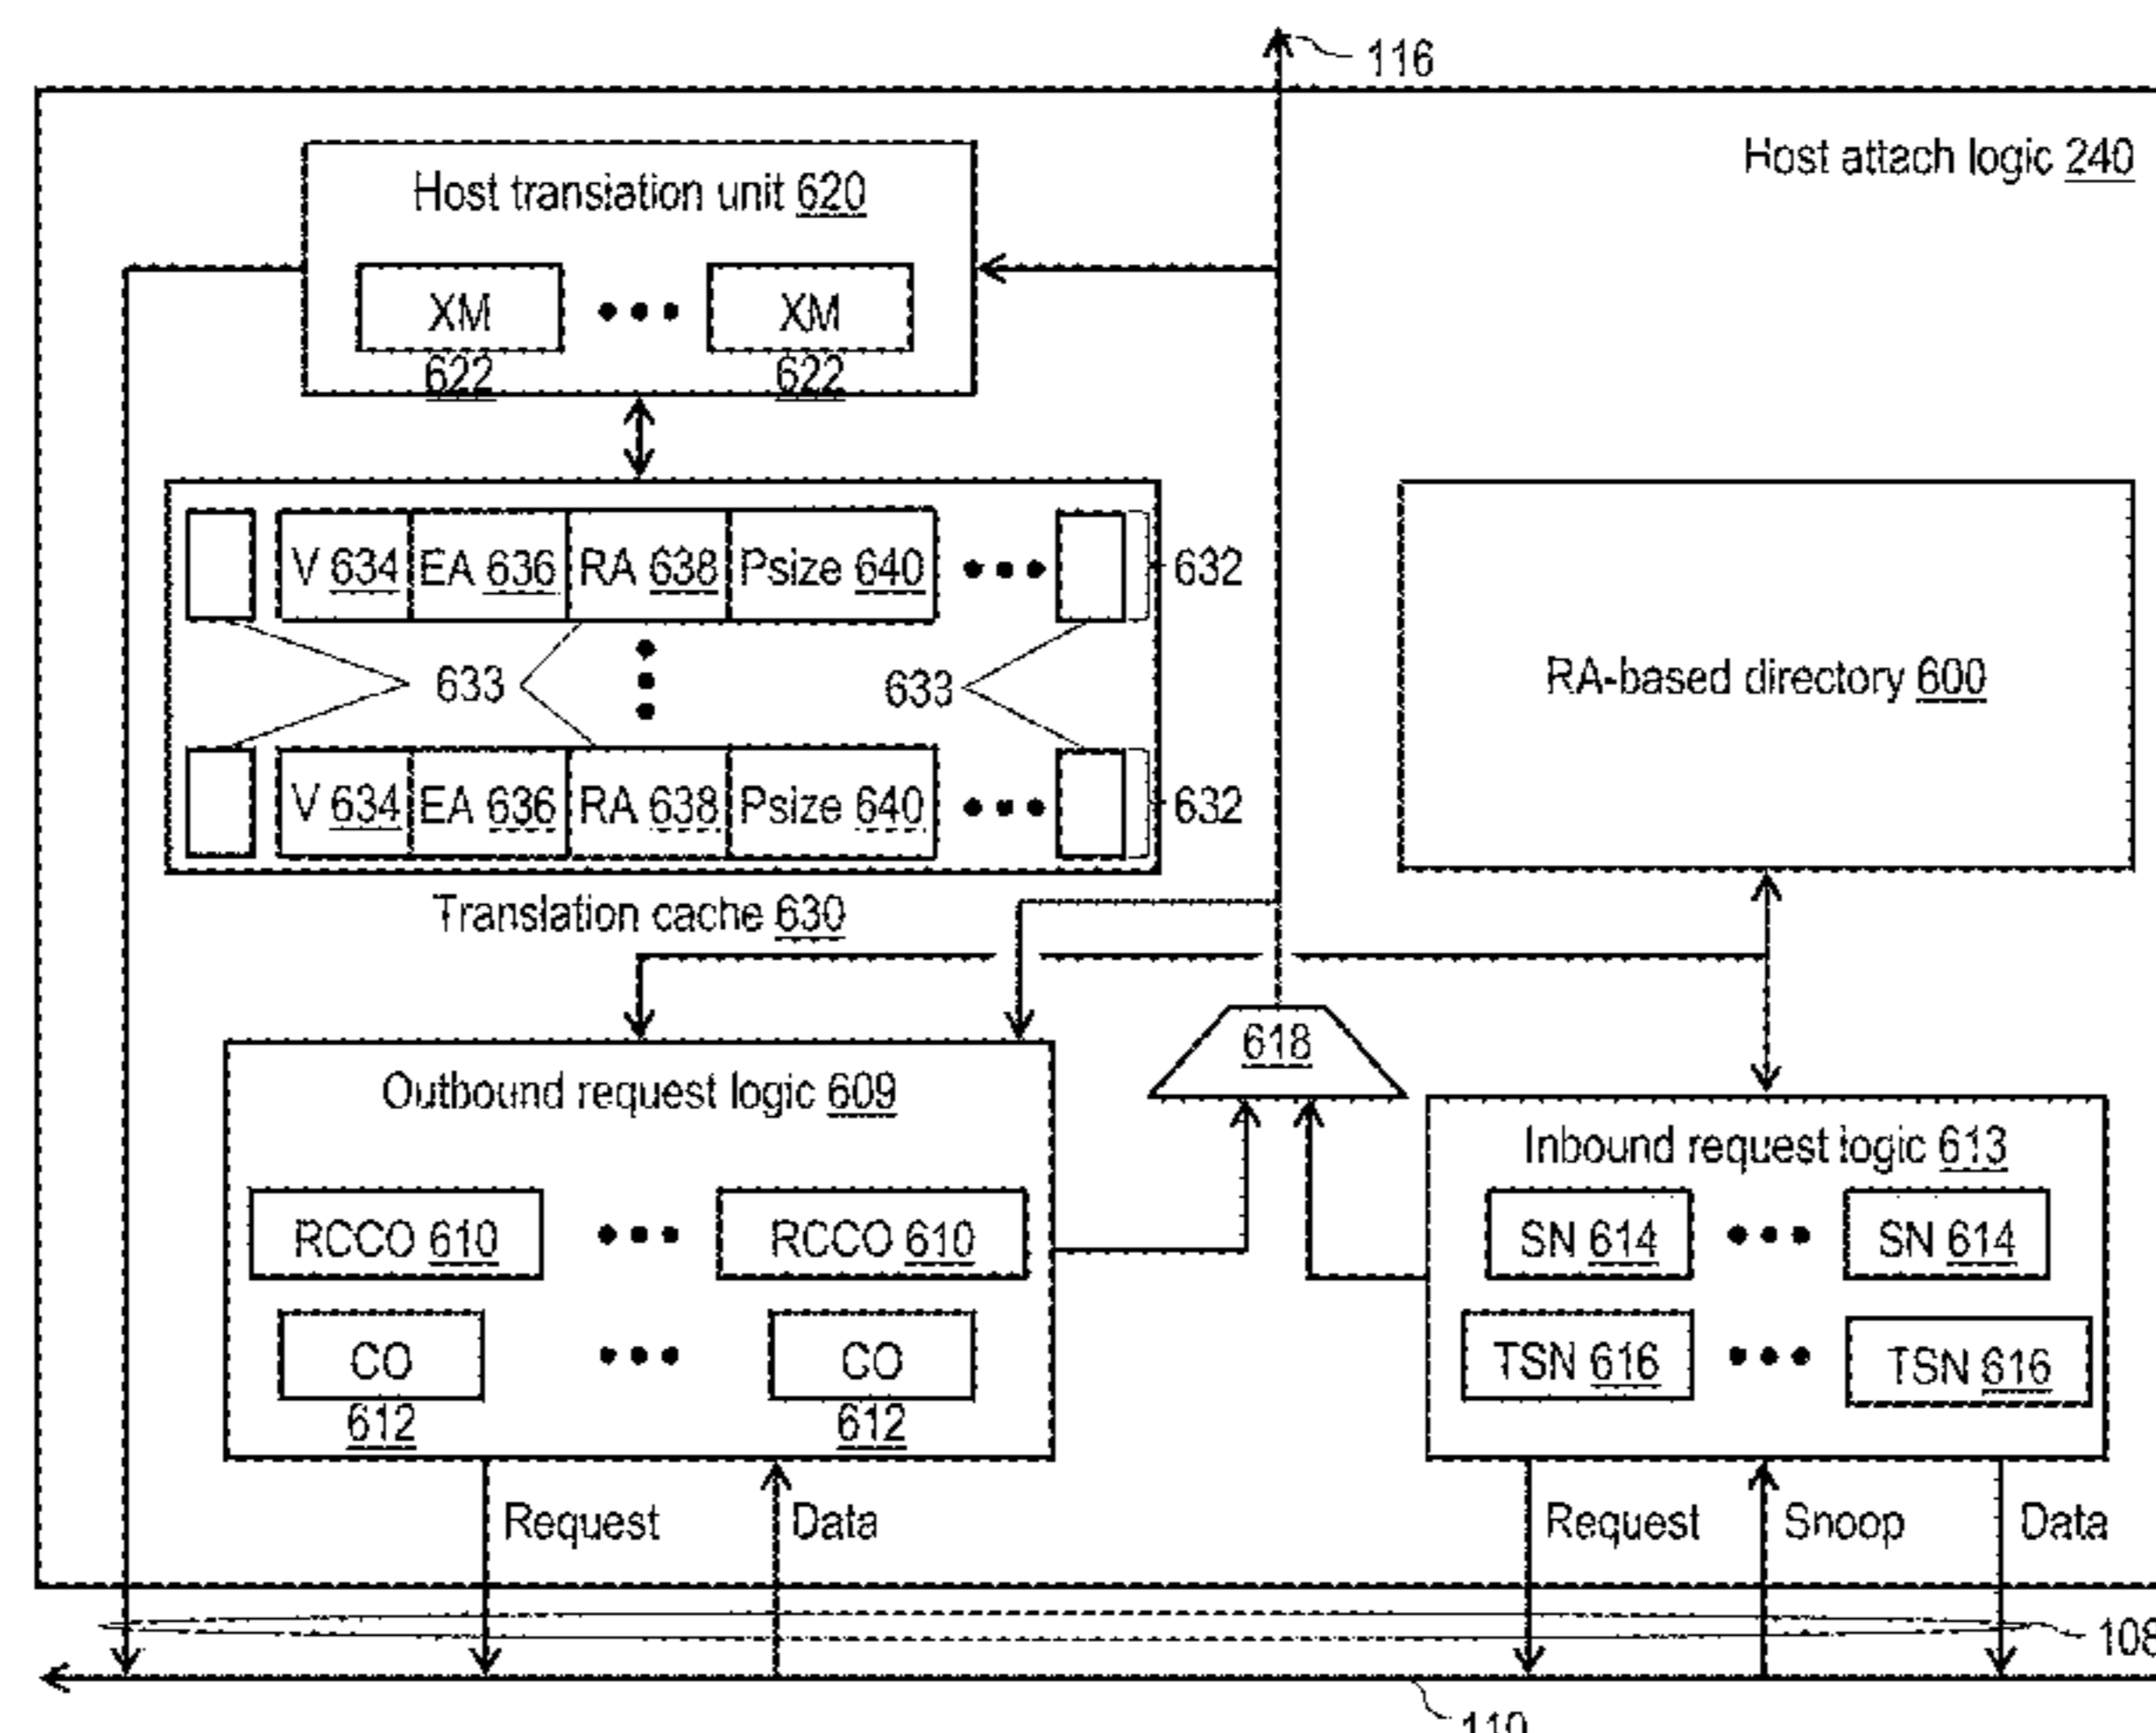 116
Host attach logic 240
Host translation unit 620
XM ••• XM
622 622
V 634 EA 636 RA 638 Psize 640 ••• 632
633 633
V 634 EA 636 RA 638 Psize 640 ••• 632
Translation cache 630
RA-based directory 600
618
Outbound request logic 609
RCCO 610 ••• RCCO 610
CO ••• CO
612 612
Inbound request logic 613
SN 614 ••• SN 614
TSN 616 ••• TSN 616
Request Data Request Snoop Data
108
110